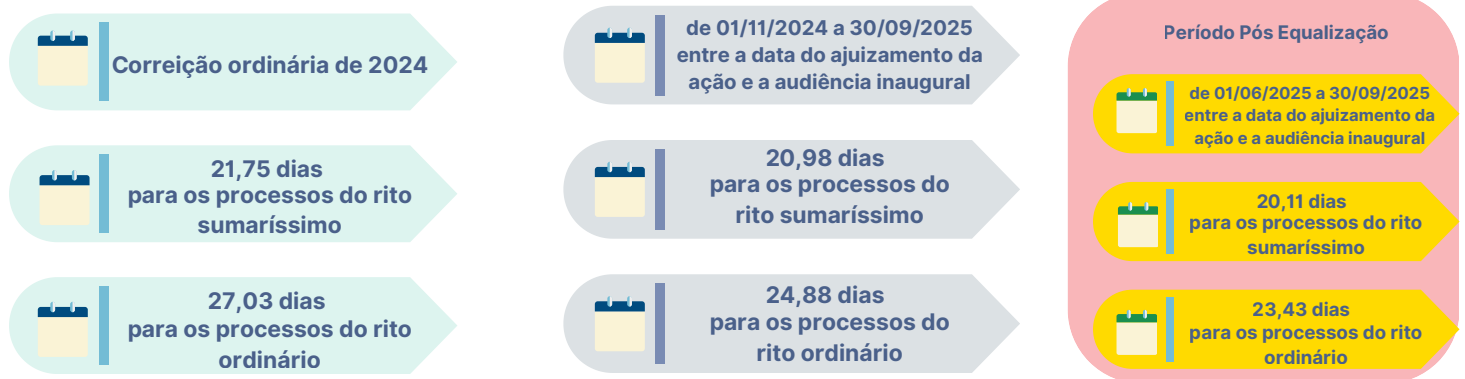 Correição ordinária de 2024
21,75 dias
para os processos do rito
sumaríssimo
27,03 dias
para os processos do rito
ordinário
de 01/11/2024 a 30/09/2025
entre a data do ajuizamento da
ação e a audiência inaugural
20,98 dias
para os processos do
rito sumaríssimo
24,88 dias
para os processos do
rito ordinário
Período Pós Equalização
de 01/06/2025 a 30/09/2025
entre a data do ajuizamento da
ação e a audiência inaugural
20,11 dias
para os processos do rito
sumaríssimo
23,43 dias
para os processos do rito
ordinário